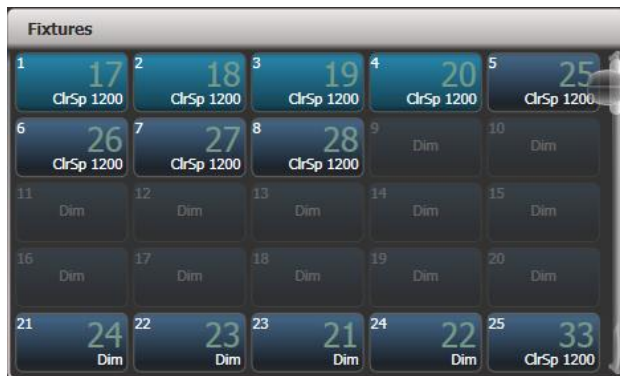 Fixtures
1 17 2 18 3 19 4 20 5 25
ClrSp 1200 ClrSp 1200 ClrSp 1200 ClrSp 1200 ClrSp 1200
6 26 7 27 8 28 9 Dim 10 Dim
ClrSp 1200 ClrSp 1200 ClrSp 1200
11 12 13 14 15
Dim Dim Dim Dim Dim
16 17 18 19 20
Dim Dim Dim Dim Dim
21 24 22 23 23 21 24 22 25 33
Dim Dim Dim Dim ClrSp 1200